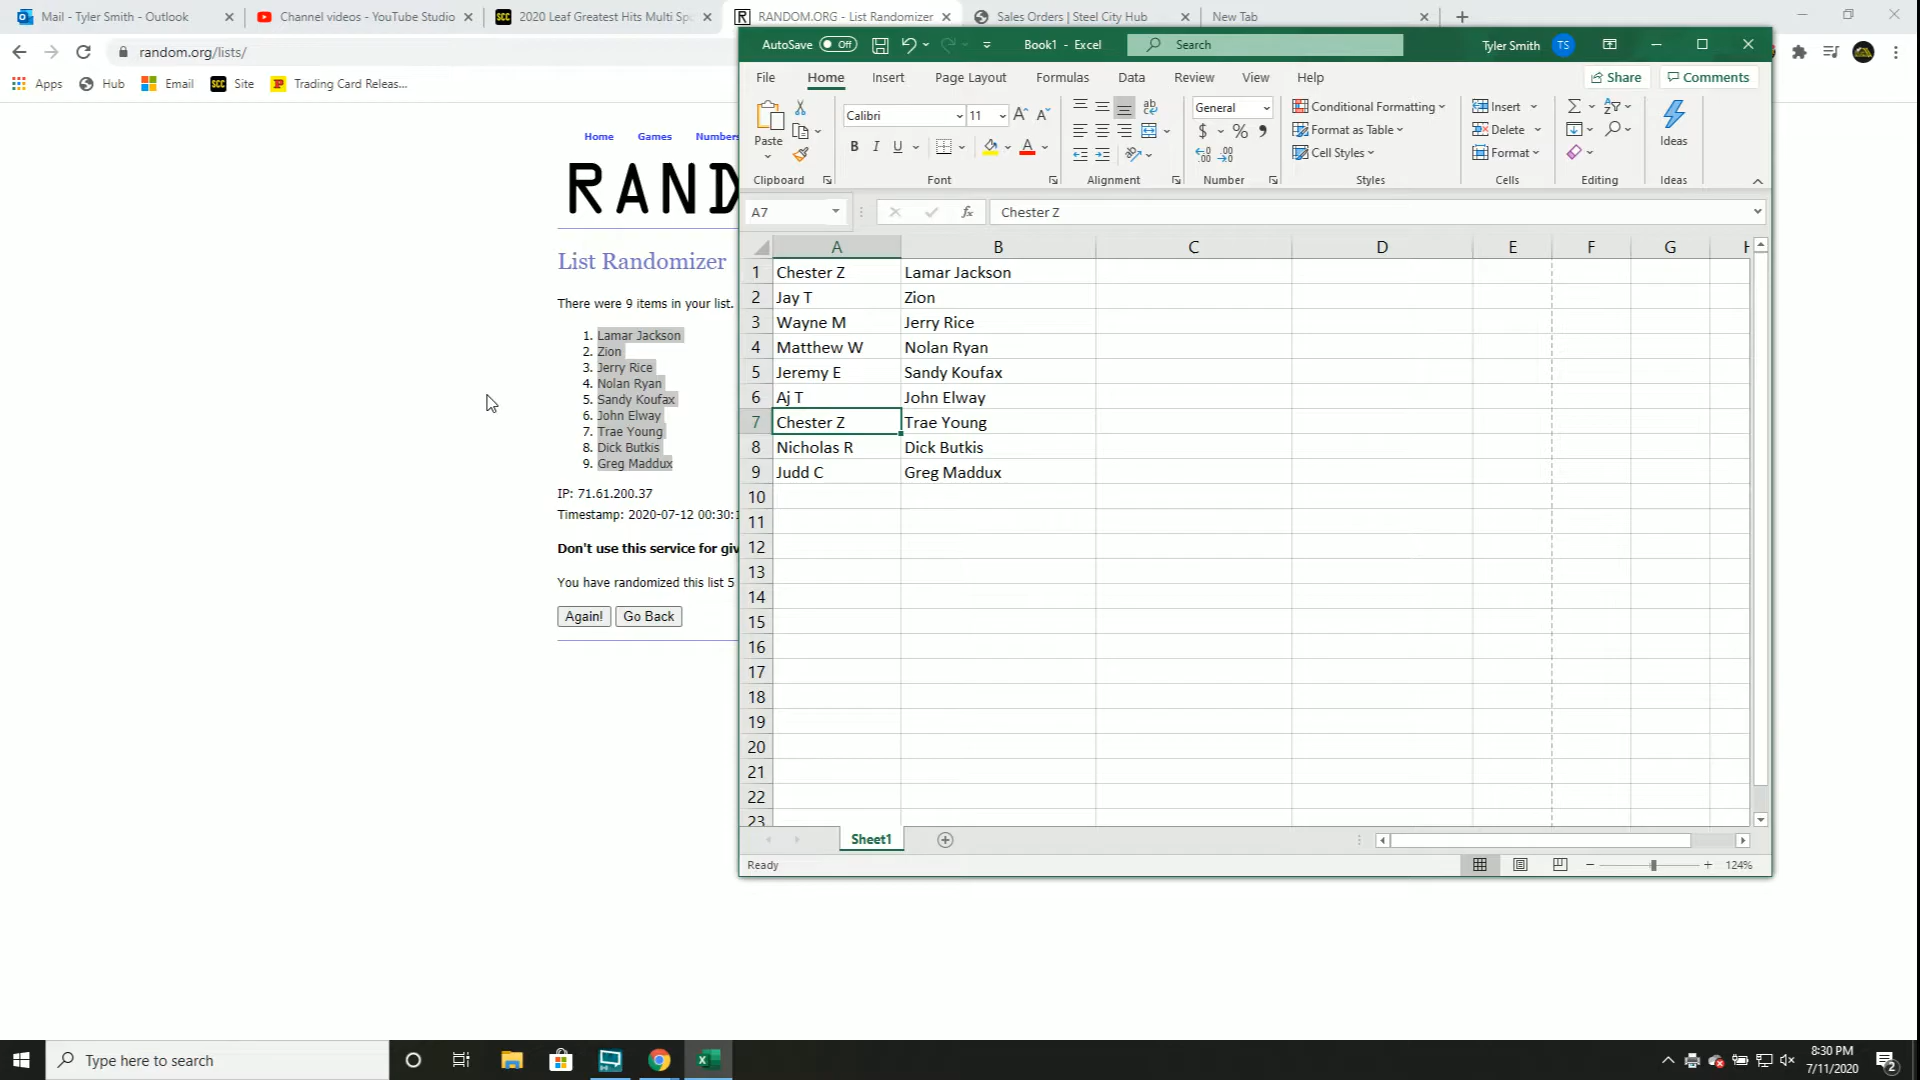 Mail - Tyler Smith - Outlook
Channel videos - YouTube Studio
2020 Leaf Greatest Hits Multi Sp
RANDOM.ORG - List Randomizer
Sales Orders | Steel City Hub
New Tab
random.org/lists/
Apps
Hub
Email
Site
Trading Card Releas...
Home
Games
Numbers
RAND
List Randomizer
There were 9 items in your list.
1. Lamar Jackson
2. Zion
3. Jerry Rice
4. Nolan Ryan
5. Sandy Koufax
6. John Elway
7. Trae Young
8. Dick Butkis
9. Greg Maddux
IP: 71.61.200.37
Timestamp: 2020-07-12 00:30:
Don't use this service for giv
You have randomized this list 5
Again!
Go Back
AutoSave Off
Book1 - Excel
Search
Tyler Smith
TS
File
Home
Insert
Draw
Page Layout
Formulas
Data
Review
View
Help
Share
Comments
Paste
Calibri
11
General
Conditional Formatting
Format as Table
Cell Styles
Insert
Delete
Format
Ideas
Clipboard
Font
Alignment
Number
Styles
Cells
Editing
Ideas
A7
fx
Chester Z
A B C D E F G
1 Chester Z Lamar Jackson
2 Jay T Zion
3 Wayne M Jerry Rice
4 Matthew W Nolan Ryan
5 Jeremy E Sandy Koufax
6 Aj T John Elway
7 Chester Z Trae Young
8 Nicholas R Dick Butkis
9 Judd C Greg Maddux
10
11
12
13
14
15
16
17
18
19
20
21
22
23
Sheet1
Ready
124%
Type here to search
8:30 PM
7/11/2020
2